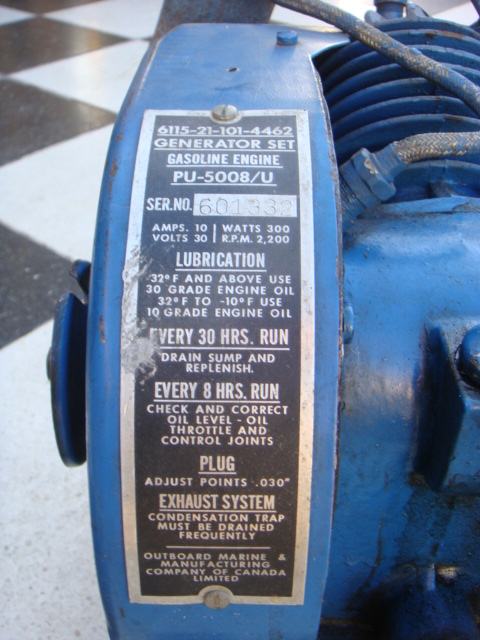 6115-21-101-4462
GENERATOR SET
GASOLINE ENGINE
PU-5008/U
SER.NO. 601332
AMPS. 10 | WATTS 300
VOLTS 30 | R.P.M. 2,200
LUBRICATION
32°F AND ABOVE USE
30 GRADE ENGINE OIL
32°F TO -10°F USE
10 GRADE ENGINE OIL
EVERY 30 HRS. RUN
DRAIN SUMP AND
REPLENISH.
EVERY 8 HRS. RUN
CHECK AND CORRECT
OIL LEVEL - OIL
THROTTLE AND
CONTROL JOINTS
PLUG
ADJUST POINTS .030"
EXHAUST SYSTEM
CONDENSATION TRAP
MUST BE DRAINED
FREQUENTLY
OUTBOARD MARINE &
MANUFACTURING
COMPANY OF CANADA
LIMITED